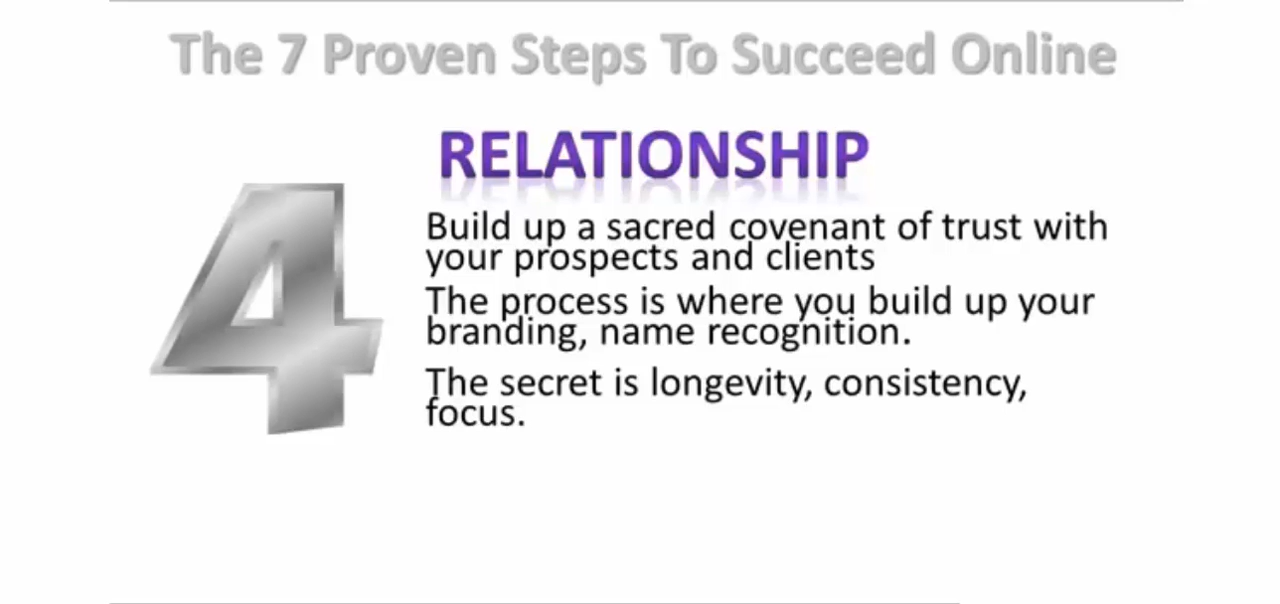 The 7 Proven Steps To Succeed Online
RELATIONSHIP
4
Build up a sacred covenant of trust with
your prospects and clients
The process is where you build up your
branding, name recognition.
The secret is longevity, consistency,
focus.